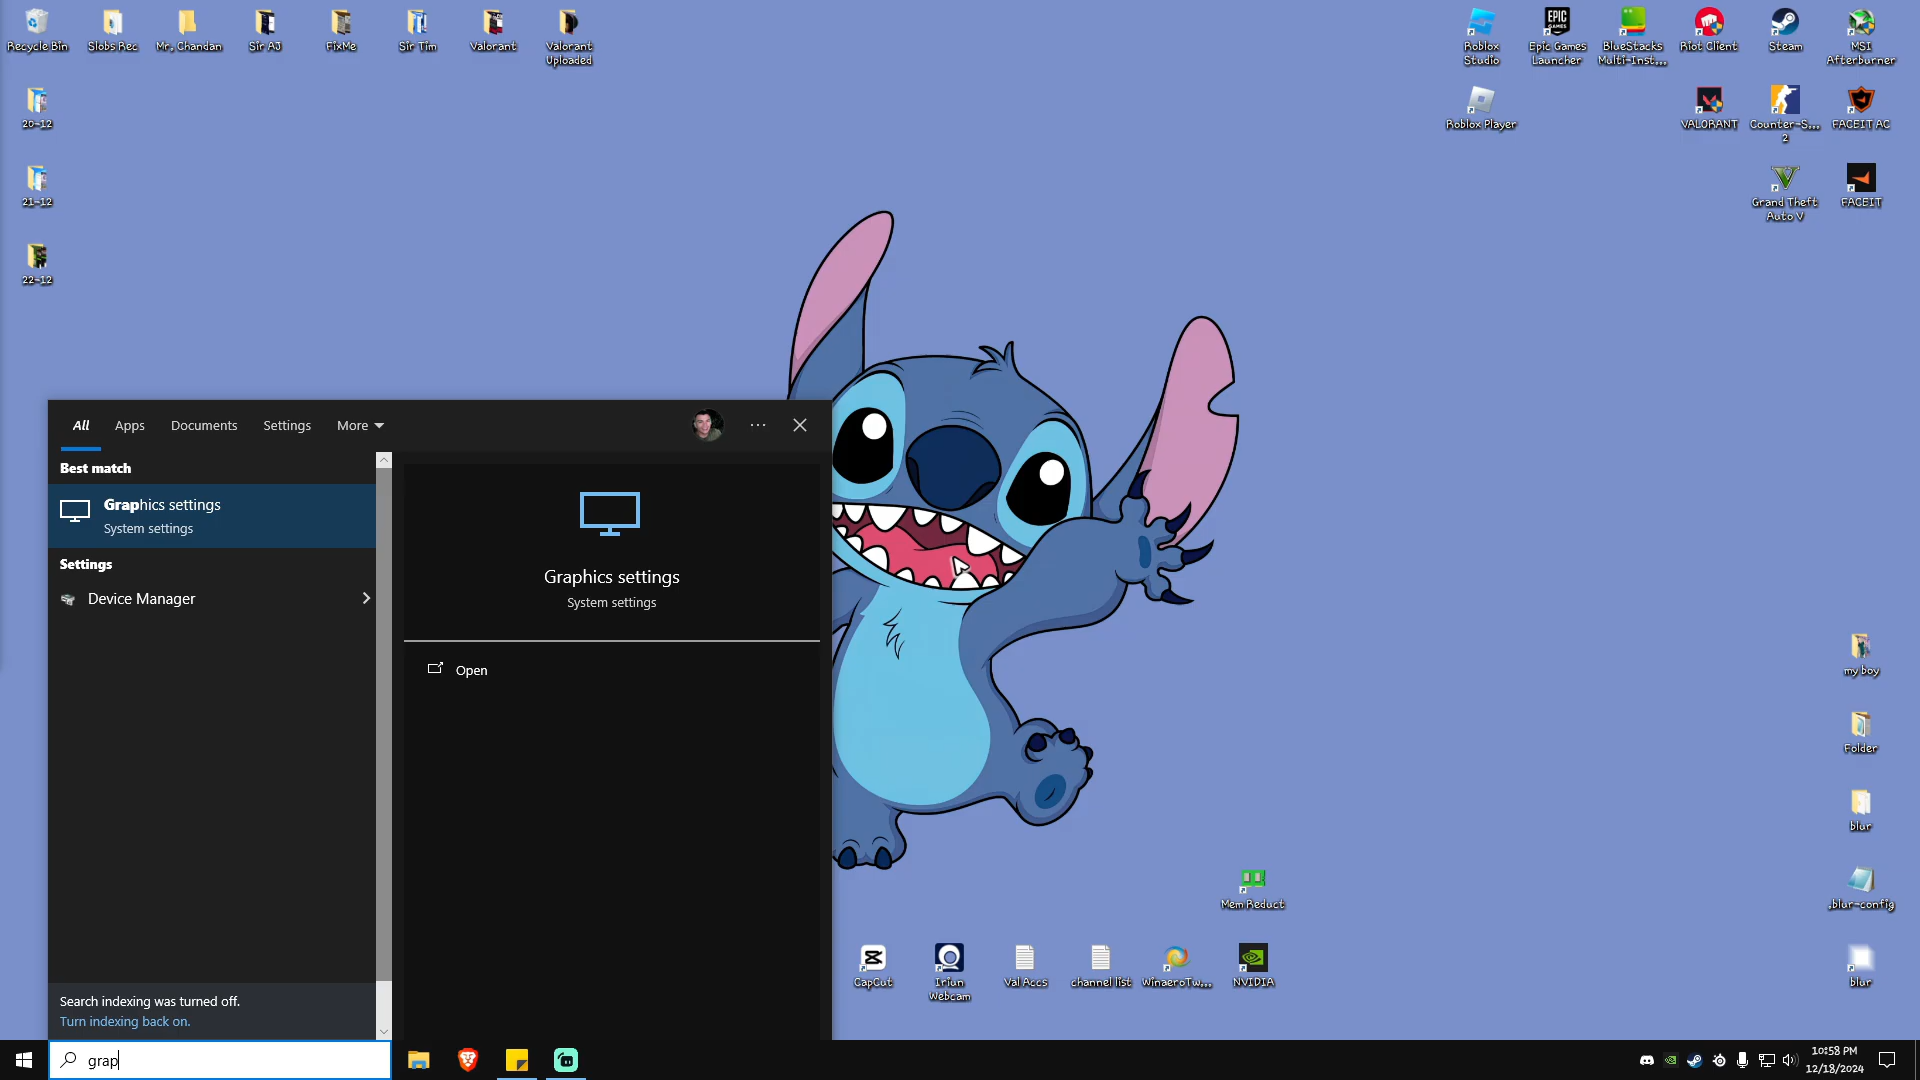 Recycle Bin
Slobs Rec
Mr. Chandan
Sir AJ
FixMe
Sir Tim
Valorant
Valorant
Uploaded
Roblox
Studio
Epic Games
Launcher
BlueStacks
Multi-Inst...
Riot Client
Steam
MSI
Afterburner
EPIC
GAMES
20-12
Roblox Player
VALORANT
Counter-S...
2
FACEIT AC
21-12
Grand Theft
Auto V
FACEIT
22-12
All
Apps
Documents
Settings
More
Best match
Graphics settings
System settings
Settings
Device Manager
Graphics settings
System settings
Open
Search indexing was turned off.
Turn indexing back on.
my boy
Folder
blur
.blur-config
blur
Mem Reduct
CapCut
Iriun
Webcam
Val Accs
channel list
WinaeroTw...
NVIDIA
grap
10:58 PM
12/18/2024